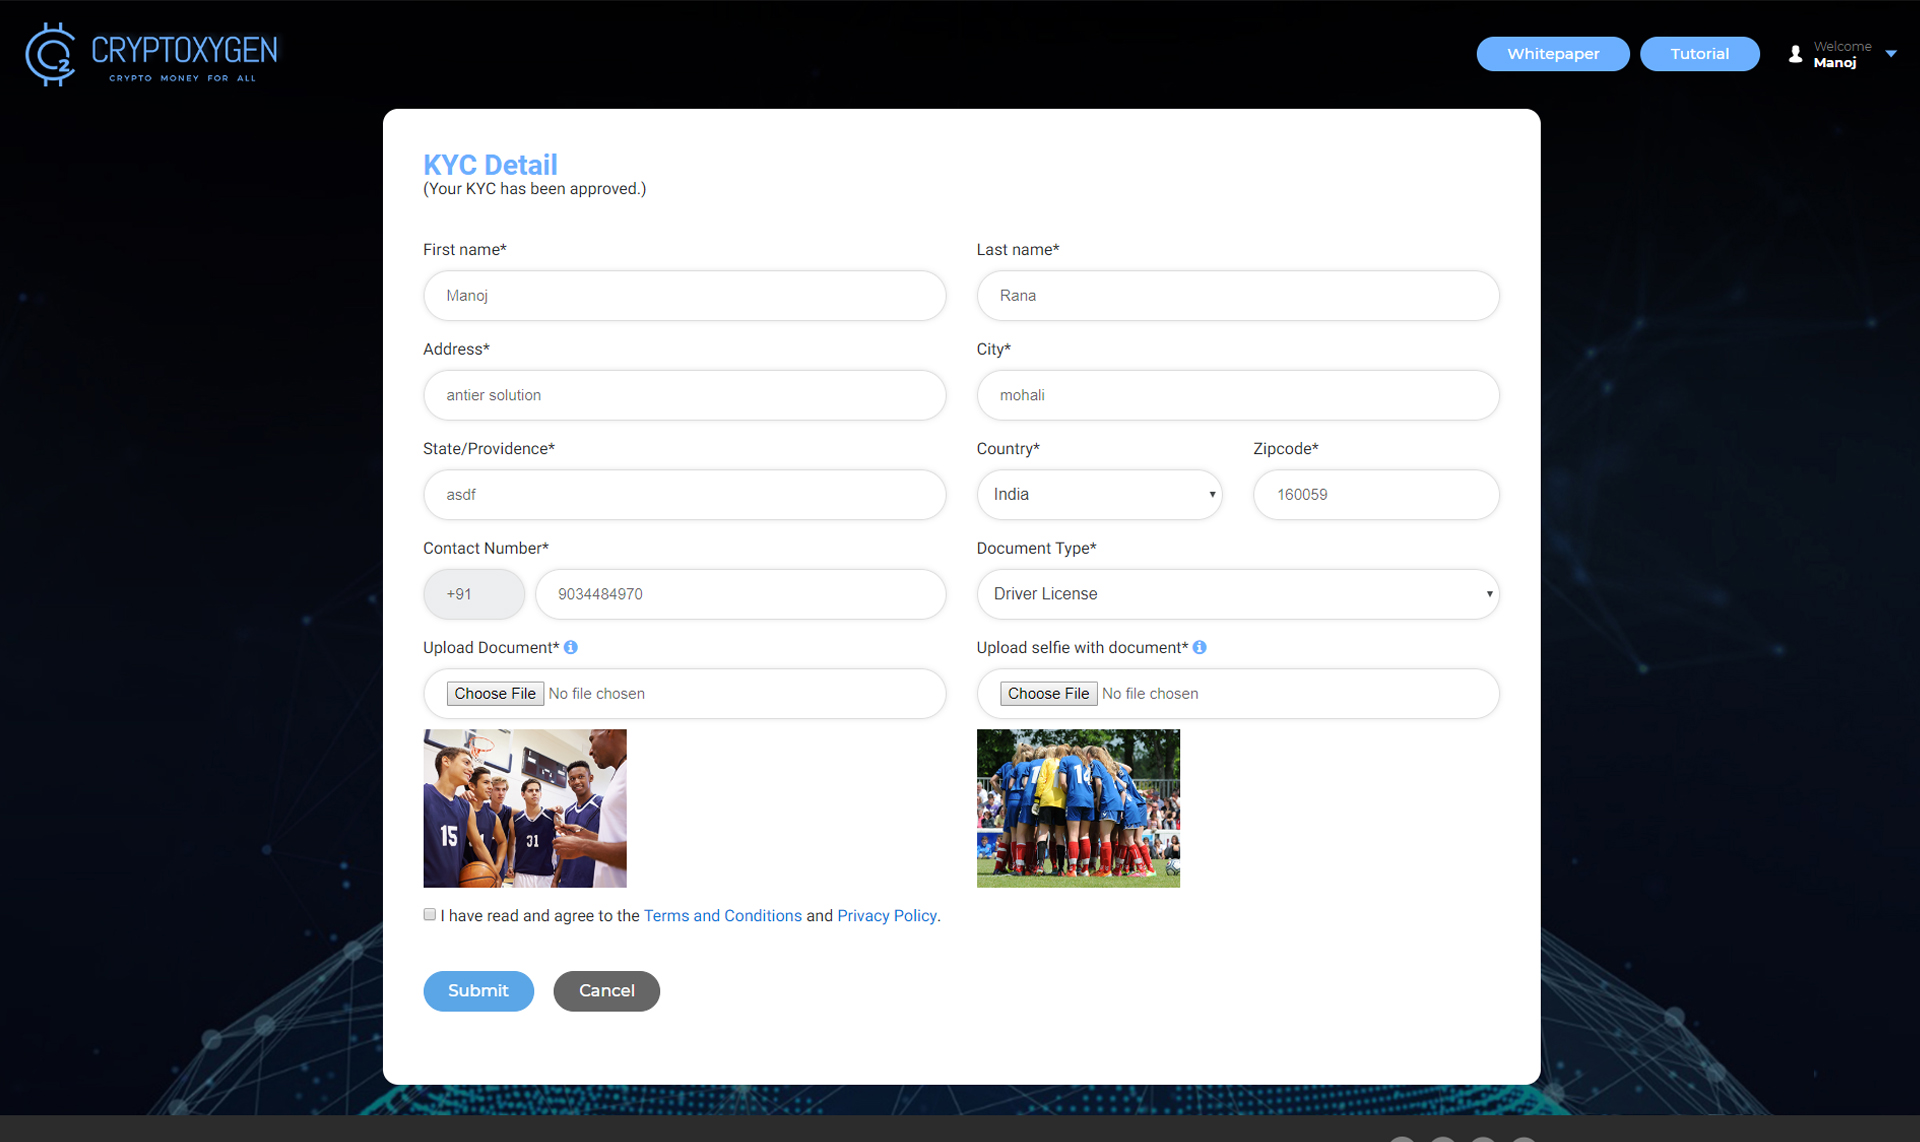 CRYPTOXYGEN
CRYPTO MONEY FOR ALL
Whitepaper
Tutorial
Welcome
Manoj
KYC Detail
(Your KYC has been approved.)
First name*
Last name*
Manoj
Rana
Address*
City*
antier solution
mohali
State/Providence*
Country*
Zipcode*
asdf
India
160059
Contact Number*
Document Type*
+91
9034484970
Driver License
Upload Document*
Upload selfie with document*
Choose File No file chosen
Choose File No file chosen
15
31
14
I have read and agree to the Terms and Conditions and Privacy Policy.
Submit
Cancel